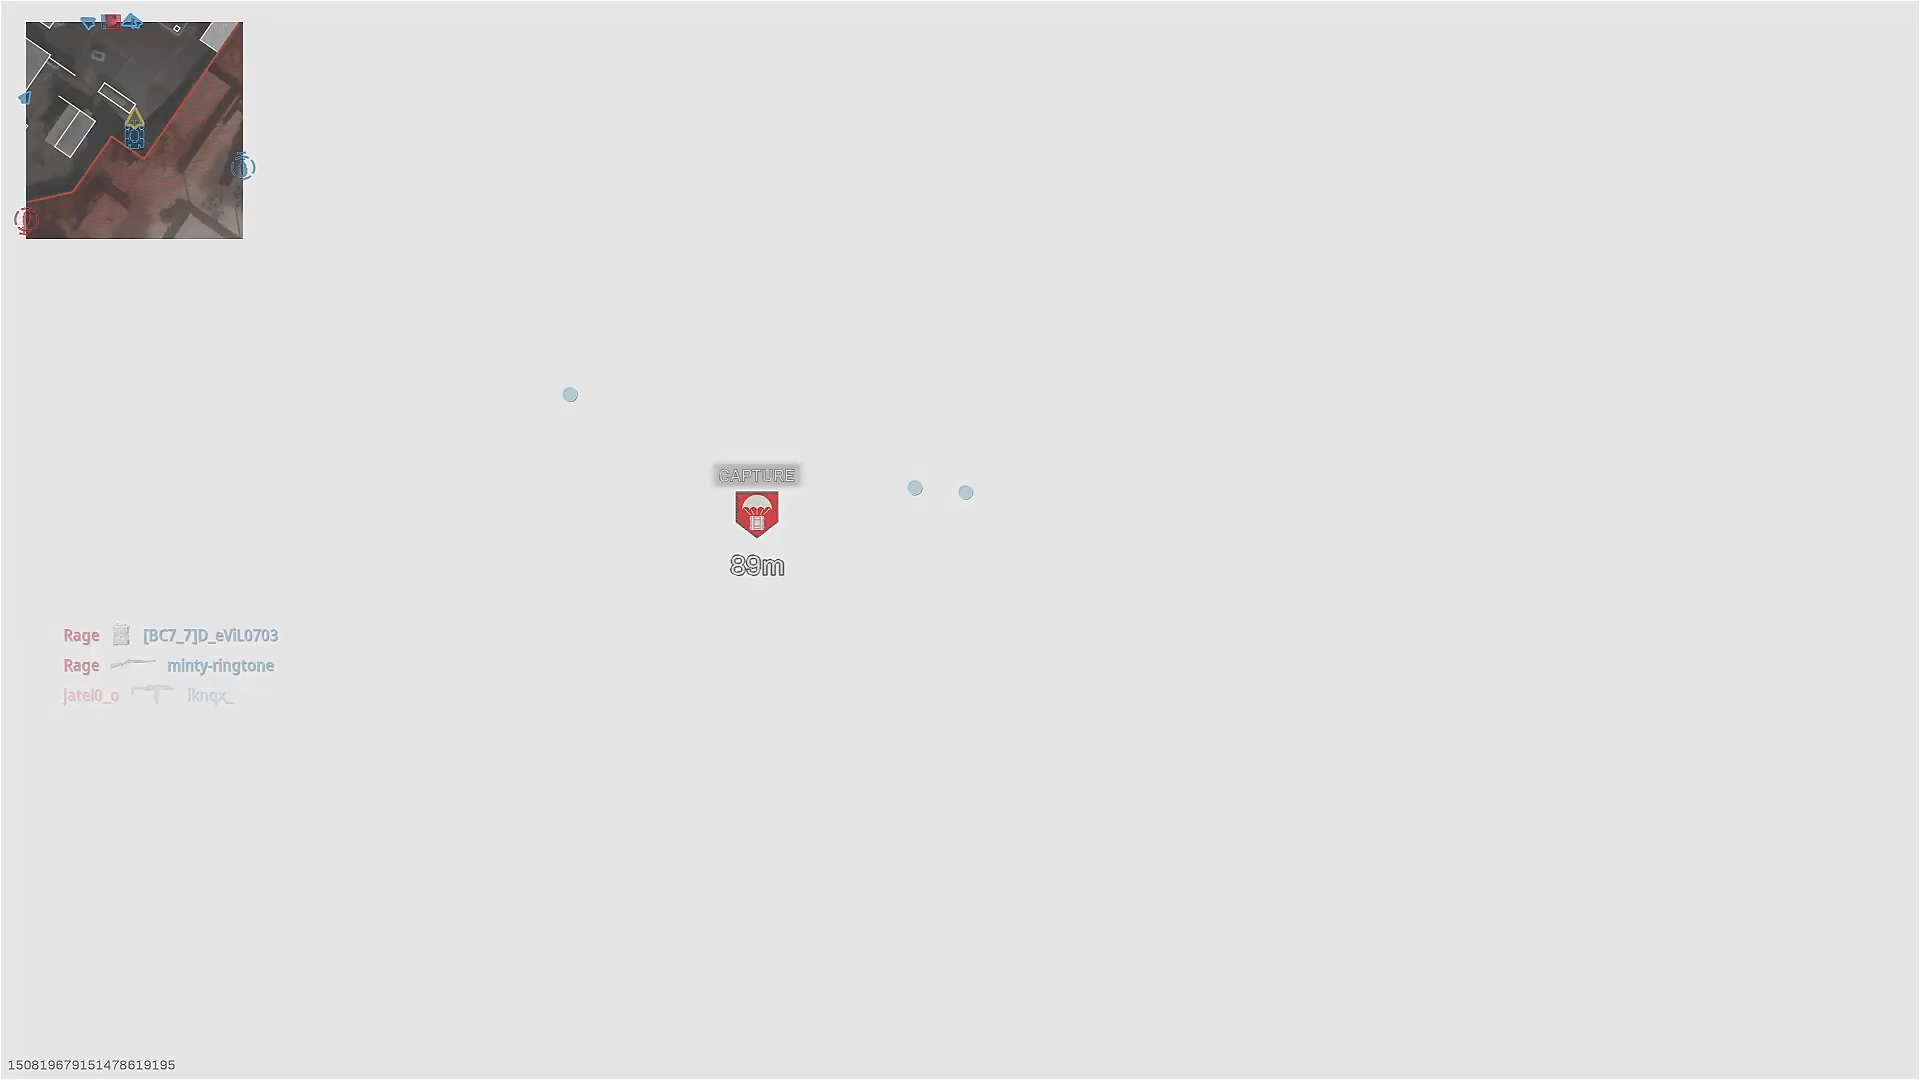 CAPTURE
89m
Rage [BC7_7]D_eViL0703
Rage minty-ringtone
jatel0_o lknqx_
150819679151478619195